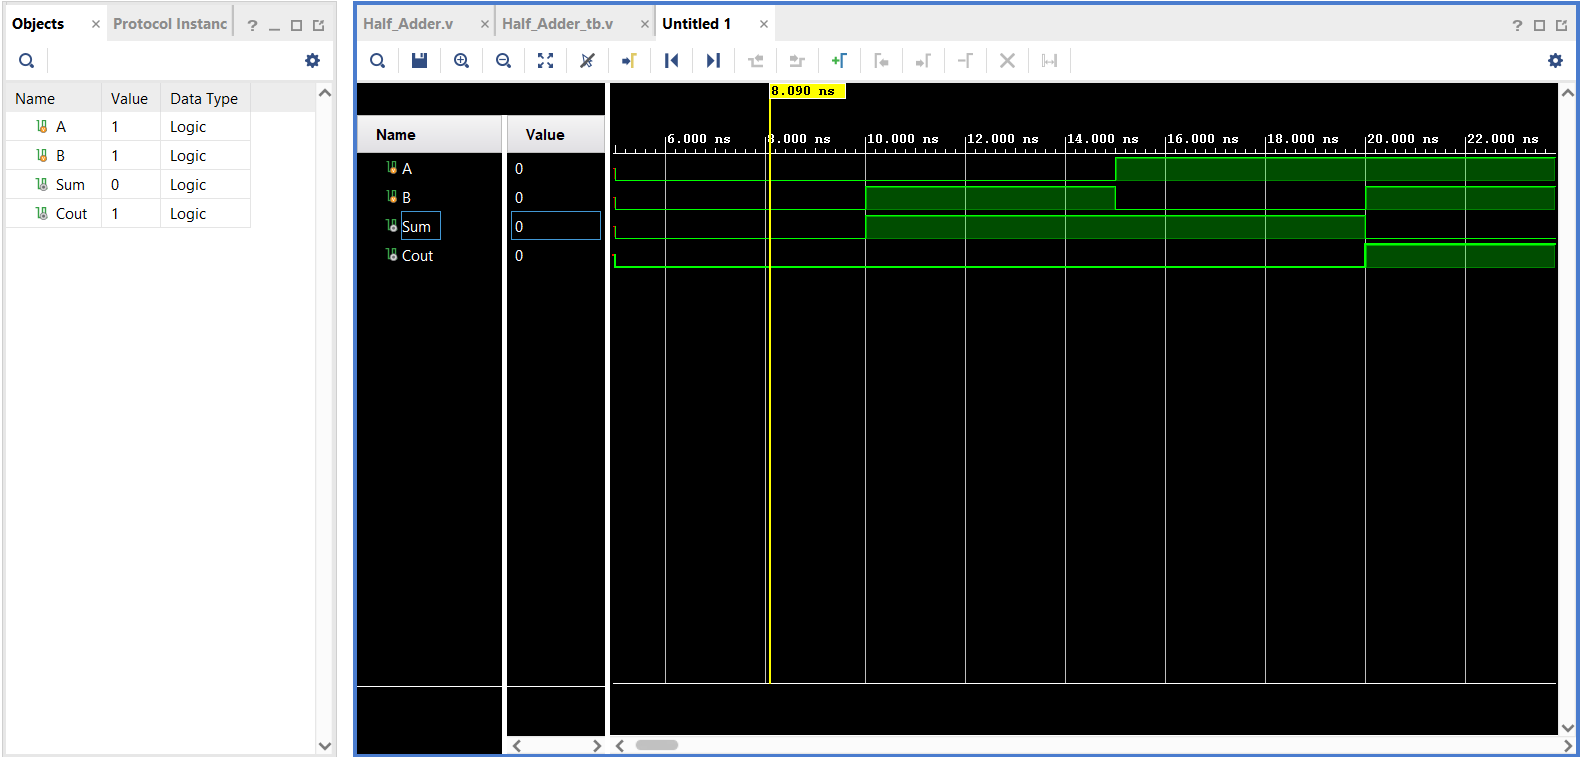 Objects × Protocol Instanc ? _
Name Value Data Type
A 1 Logic
B 1 Logic
Sum 0 Logic
Cout 1 Logic
Half_Adder.v × Half_Adder_tb.v × Untitled 1 × ?
8.090 ns
Name Value
6.000 ns 8.000 ns 10.000 ns 12.000 ns 14.000 ns 16.000 ns 18.000 ns 20.000 ns 22.000 ns
A 0
B 0
Sum 0
Cout 0